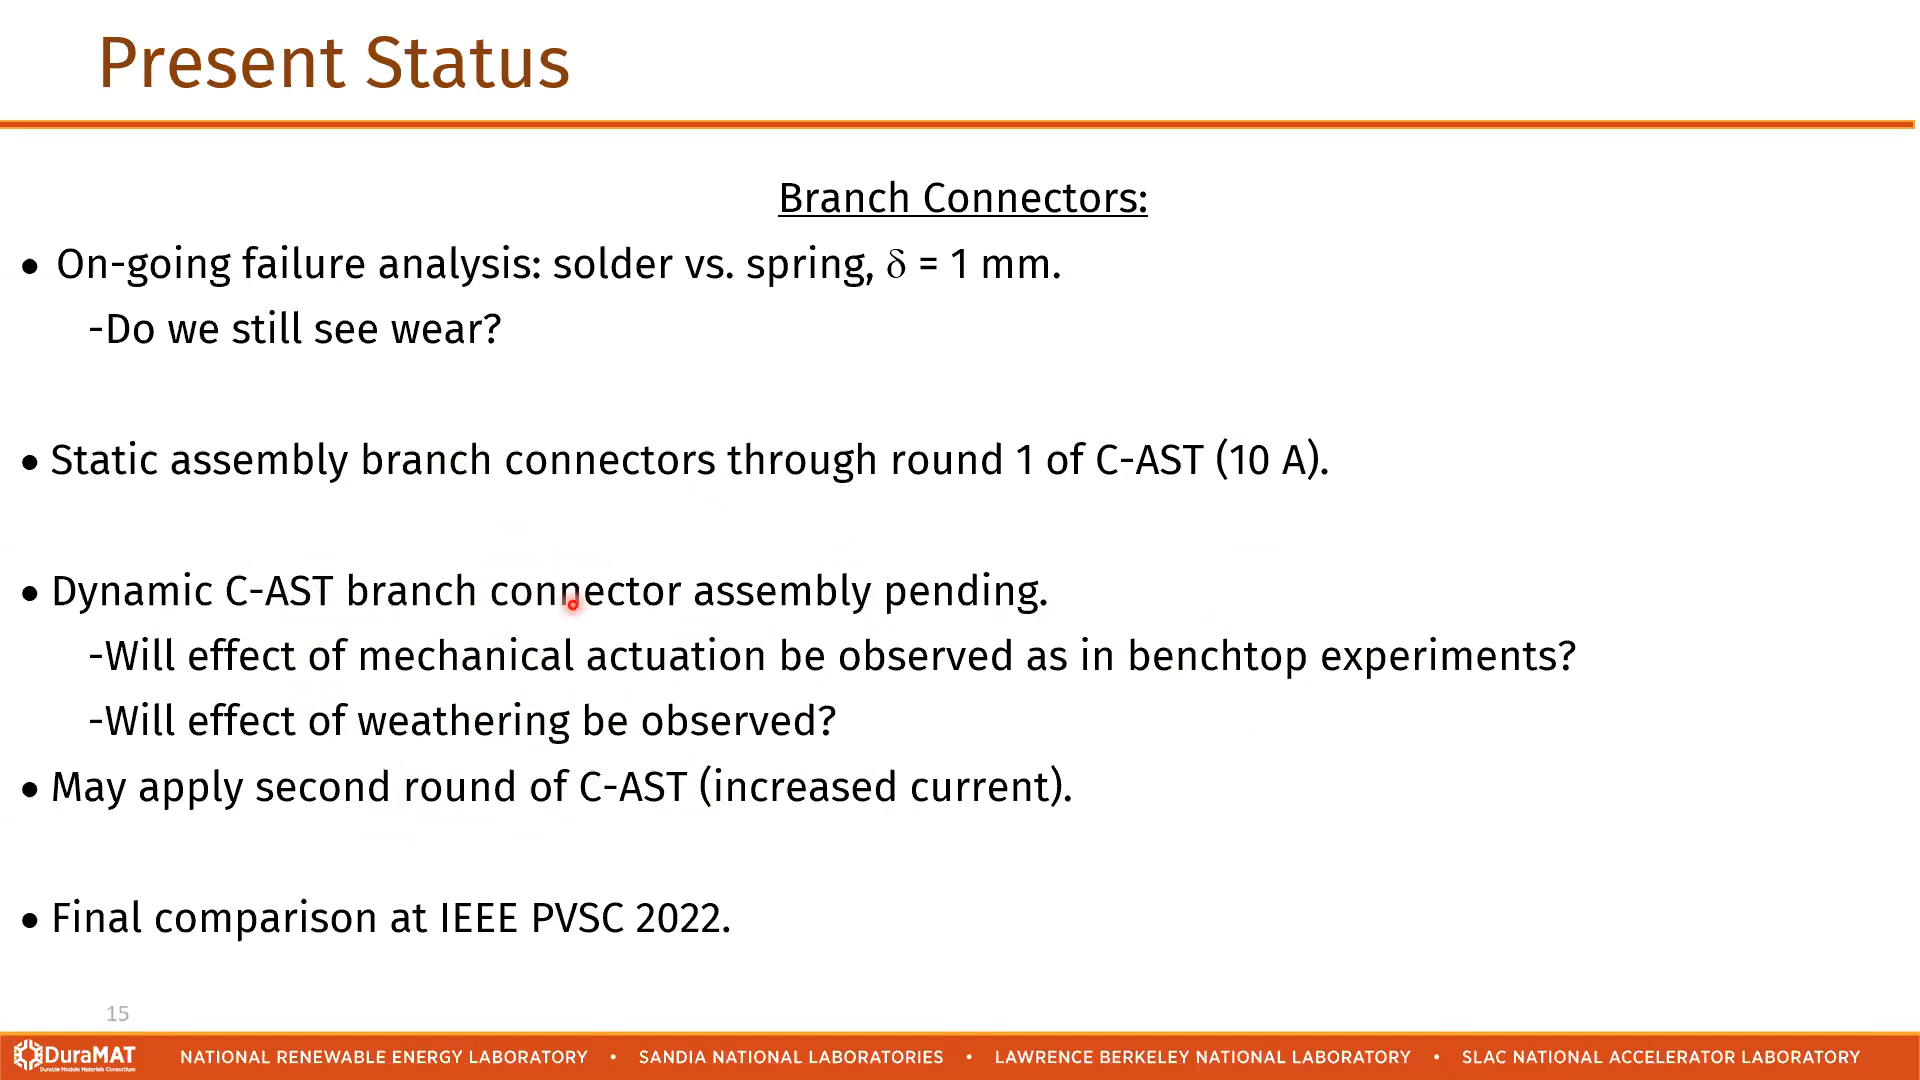 Present Status
Branch Connectors:
• On-going failure analysis: solder vs. spring, δ = 1 mm.
-Do we still see wear?
• Static assembly branch connectors through round 1 of C-AST (10 A).
• Dynamic C-AST branch connector assembly pending.
-Will effect of mechanical actuation be observed as in benchtop experiments?
-Will effect of weathering be observed?
• May apply second round of C-AST (increased current).
• Final comparison at IEEE PVSC 2022.
15
DuraMAT
Durable Module Materials Consortium
NATIONAL RENEWABLE ENERGY LABORATORY • SANDIA NATIONAL LABORATORIES • LAWRENCE BERKELEY NATIONAL LABORATORY • SLAC NATIONAL ACCELERATOR LABORATORY